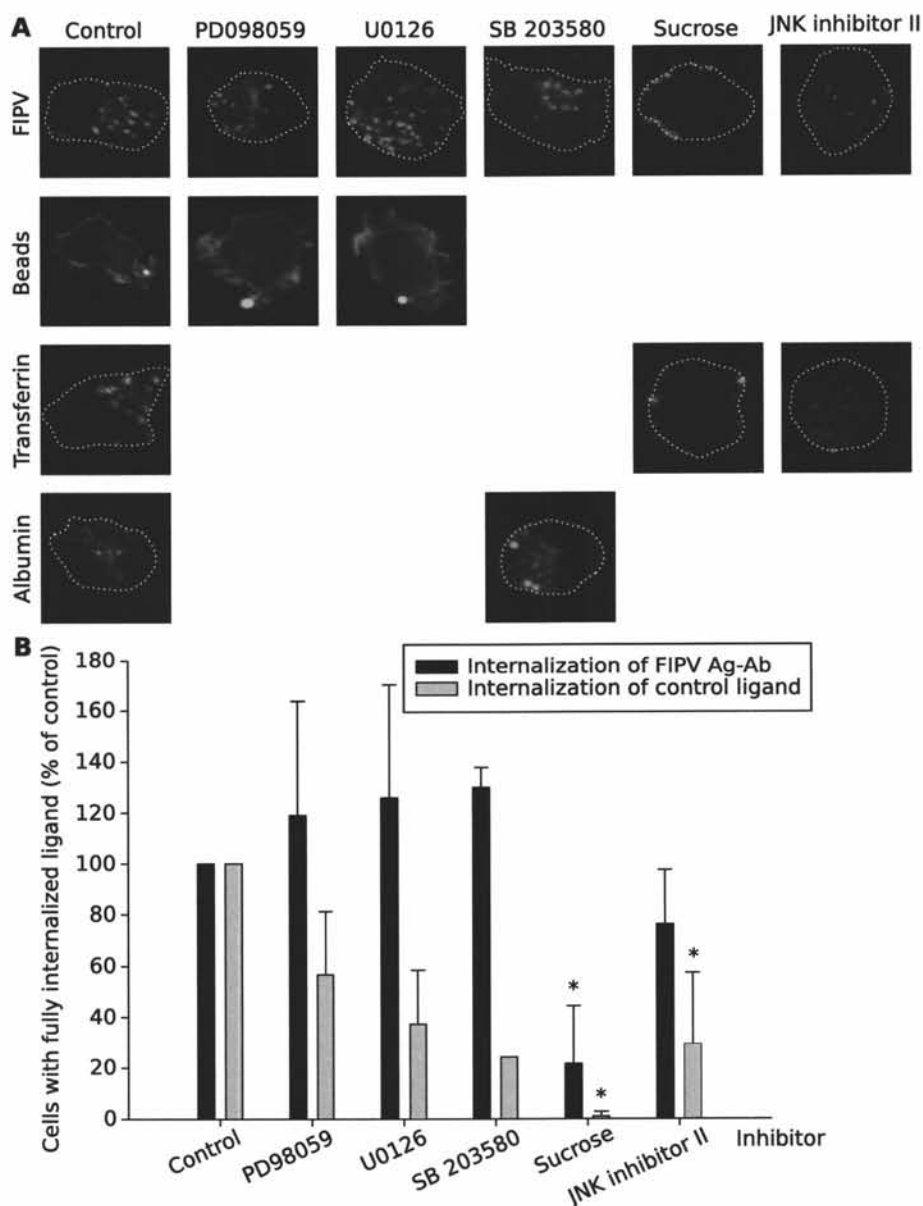 A
Control PD098059 U0126 SB 203580 Sucrose JNK inhibitor II
FIPV
Beads
Transferrin
Albumin
B
Cells with fully internalized ligand (% of control)
180
160
140
120
100
80
60
40
20
0
Internalization of FIPV Ag-Ab
Internalization of control ligand
*
*
*
Control PD98059 U0126 SB 203580 Sucrose JNK inhibitor II Inhibitor